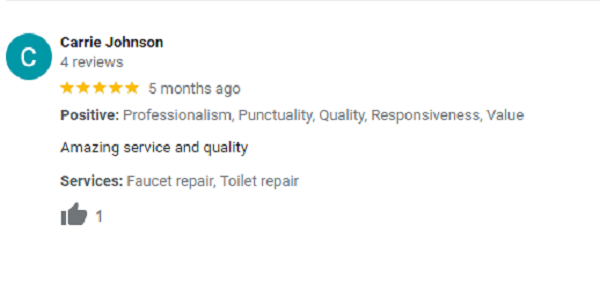 C
Carrie Johnson
4 reviews
5 months ago
Positive: Professionalism, Punctuality, Quality, Responsiveness, Value
Amazing service and quality
Services: Faucet repair, Toilet repair
1